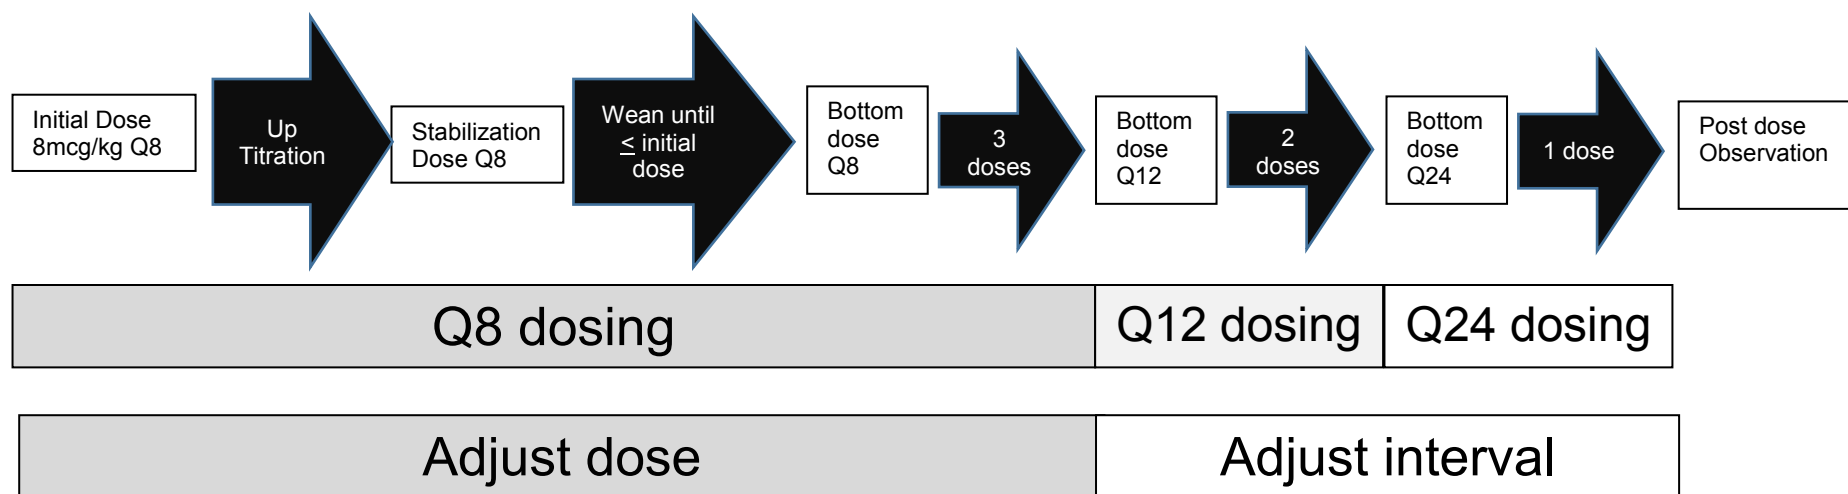 Initial Dose
8mcg/kg Q8
Up
Titration
Stabilization
Dose Q8
Wean until
≤ initial
dose
Bottom
dose
Q8
3
doses
Bottom
dose
Q12
2
doses
Bottom
dose
Q24
1 dose
Post dose
Observation
Q8 dosing
Q12 dosing
Q24 dosing
Adjust dose
Adjust interval